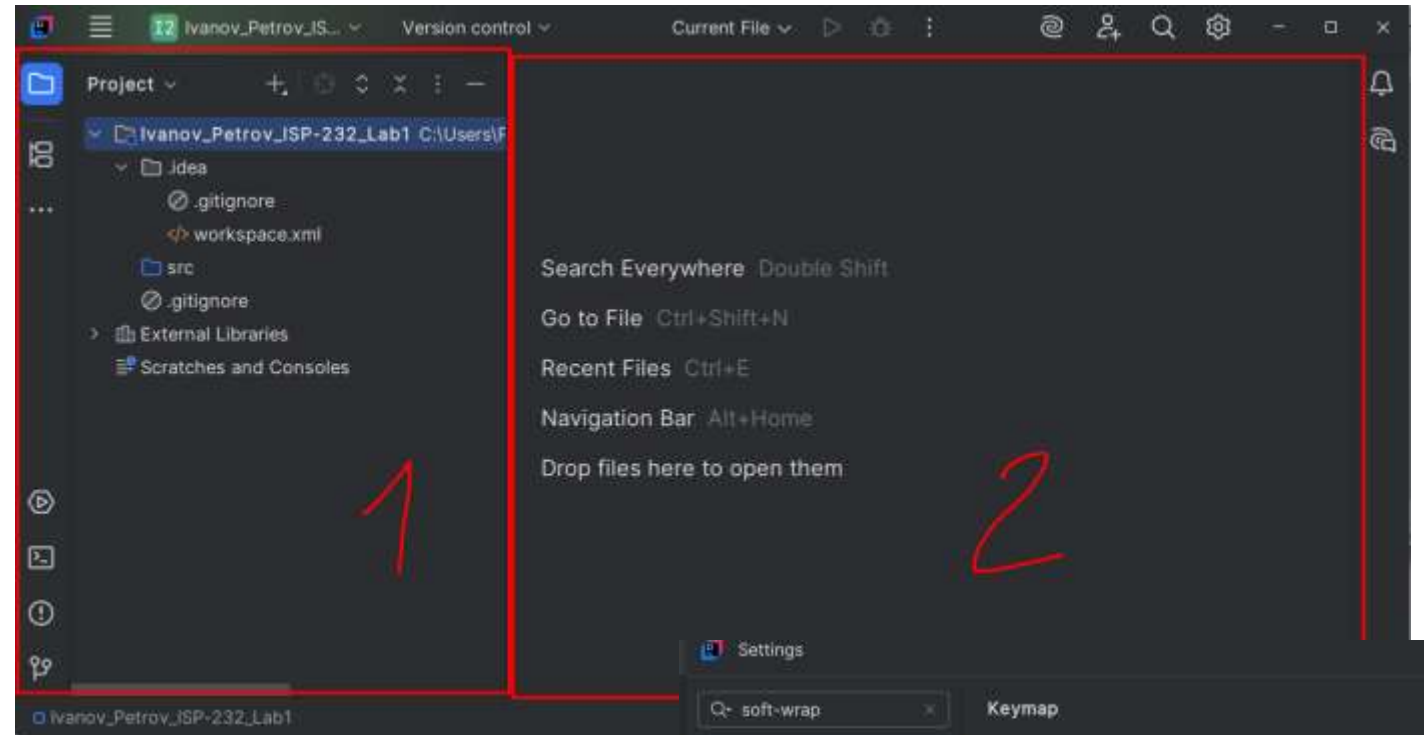 I2 Ivanov_Petrov_IS... Version control Current File
Project
Ivanov_Petrov_ISP-232_Lab1 C:\Users\
.idea
.gitignore
workspace.xml
src
.gitignore
External Libraries
Scratches and Consoles
Search Everywhere Double Shift
Go to File Ctrl+Shift+N
Recent Files Ctrl+E
Navigation Bar Alt+Home
Drop files here to open them
1
2
Settings
soft-wrap Keymap
Ivanov_Petrov_ISP-232_Lab1